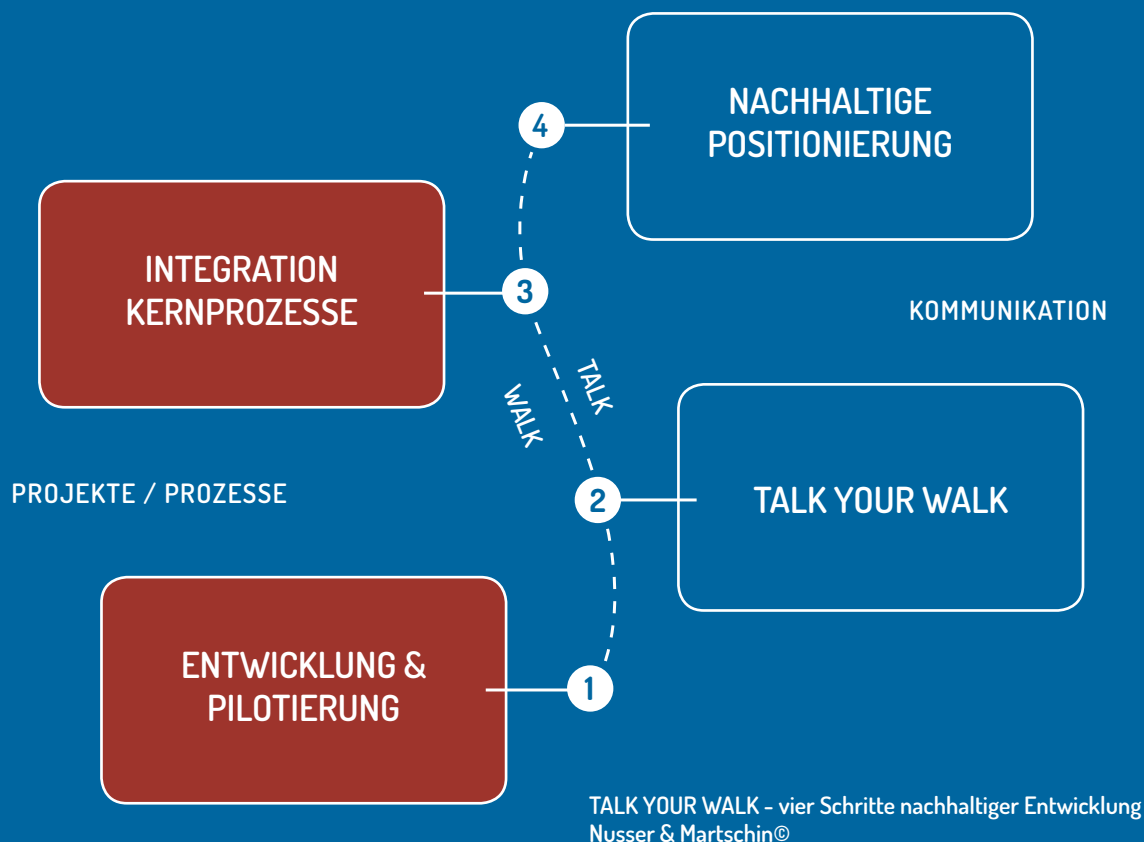 NACHHALTIGE
POSITIONIERUNG
4
INTEGRATION
KERNPROZESSE
3
KOMMUNIKATION
TALK
WALK
PROJEKTE / PROZESSE
2
TALK YOUR WALK
ENTWICKLUNG &
PILOTIERUNG
1
TALK YOUR WALK - vier Schritte nachhaltiger Entwicklung
Nusser & Martschin©